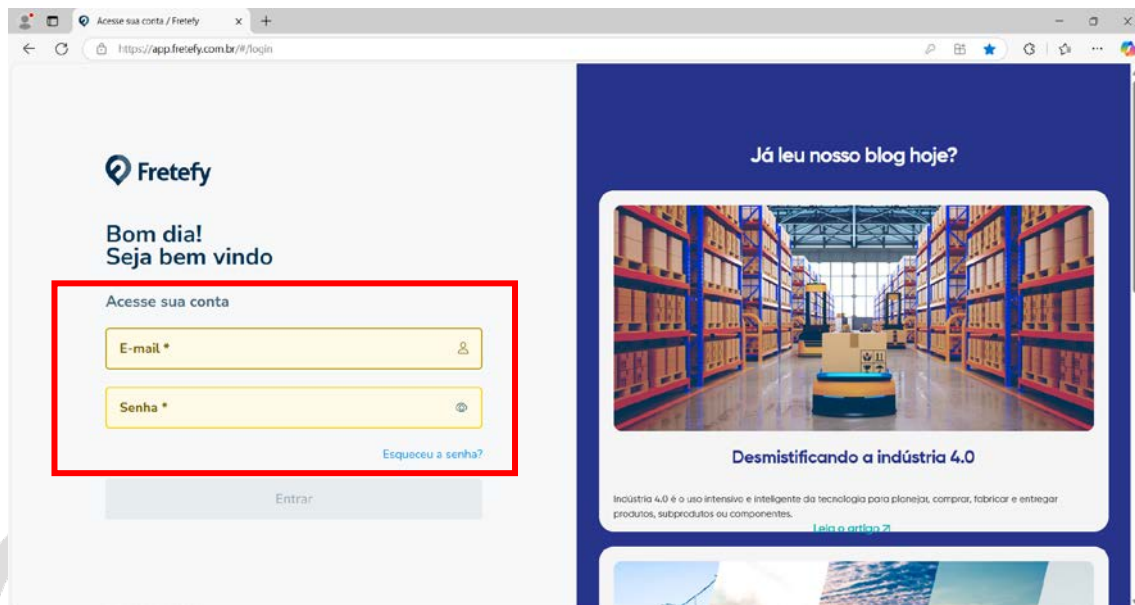 Acesse sua conta / Fretefy
https://app.fretefy.com.br/#/login
Fretefy
Bom dia!
Seja bem vindo
Acesse sua conta
E-mail *
Senha *
Esqueceu a senha?
Entrar
Já leu nosso blog hoje?
Desmistificando a indústria 4.0
Indústria 4.0 é o uso intensivo e inteligente da tecnologia para planejar, comprar, fabricar e entregar
produtos, subprodutos ou componentes.
Leia o artigo